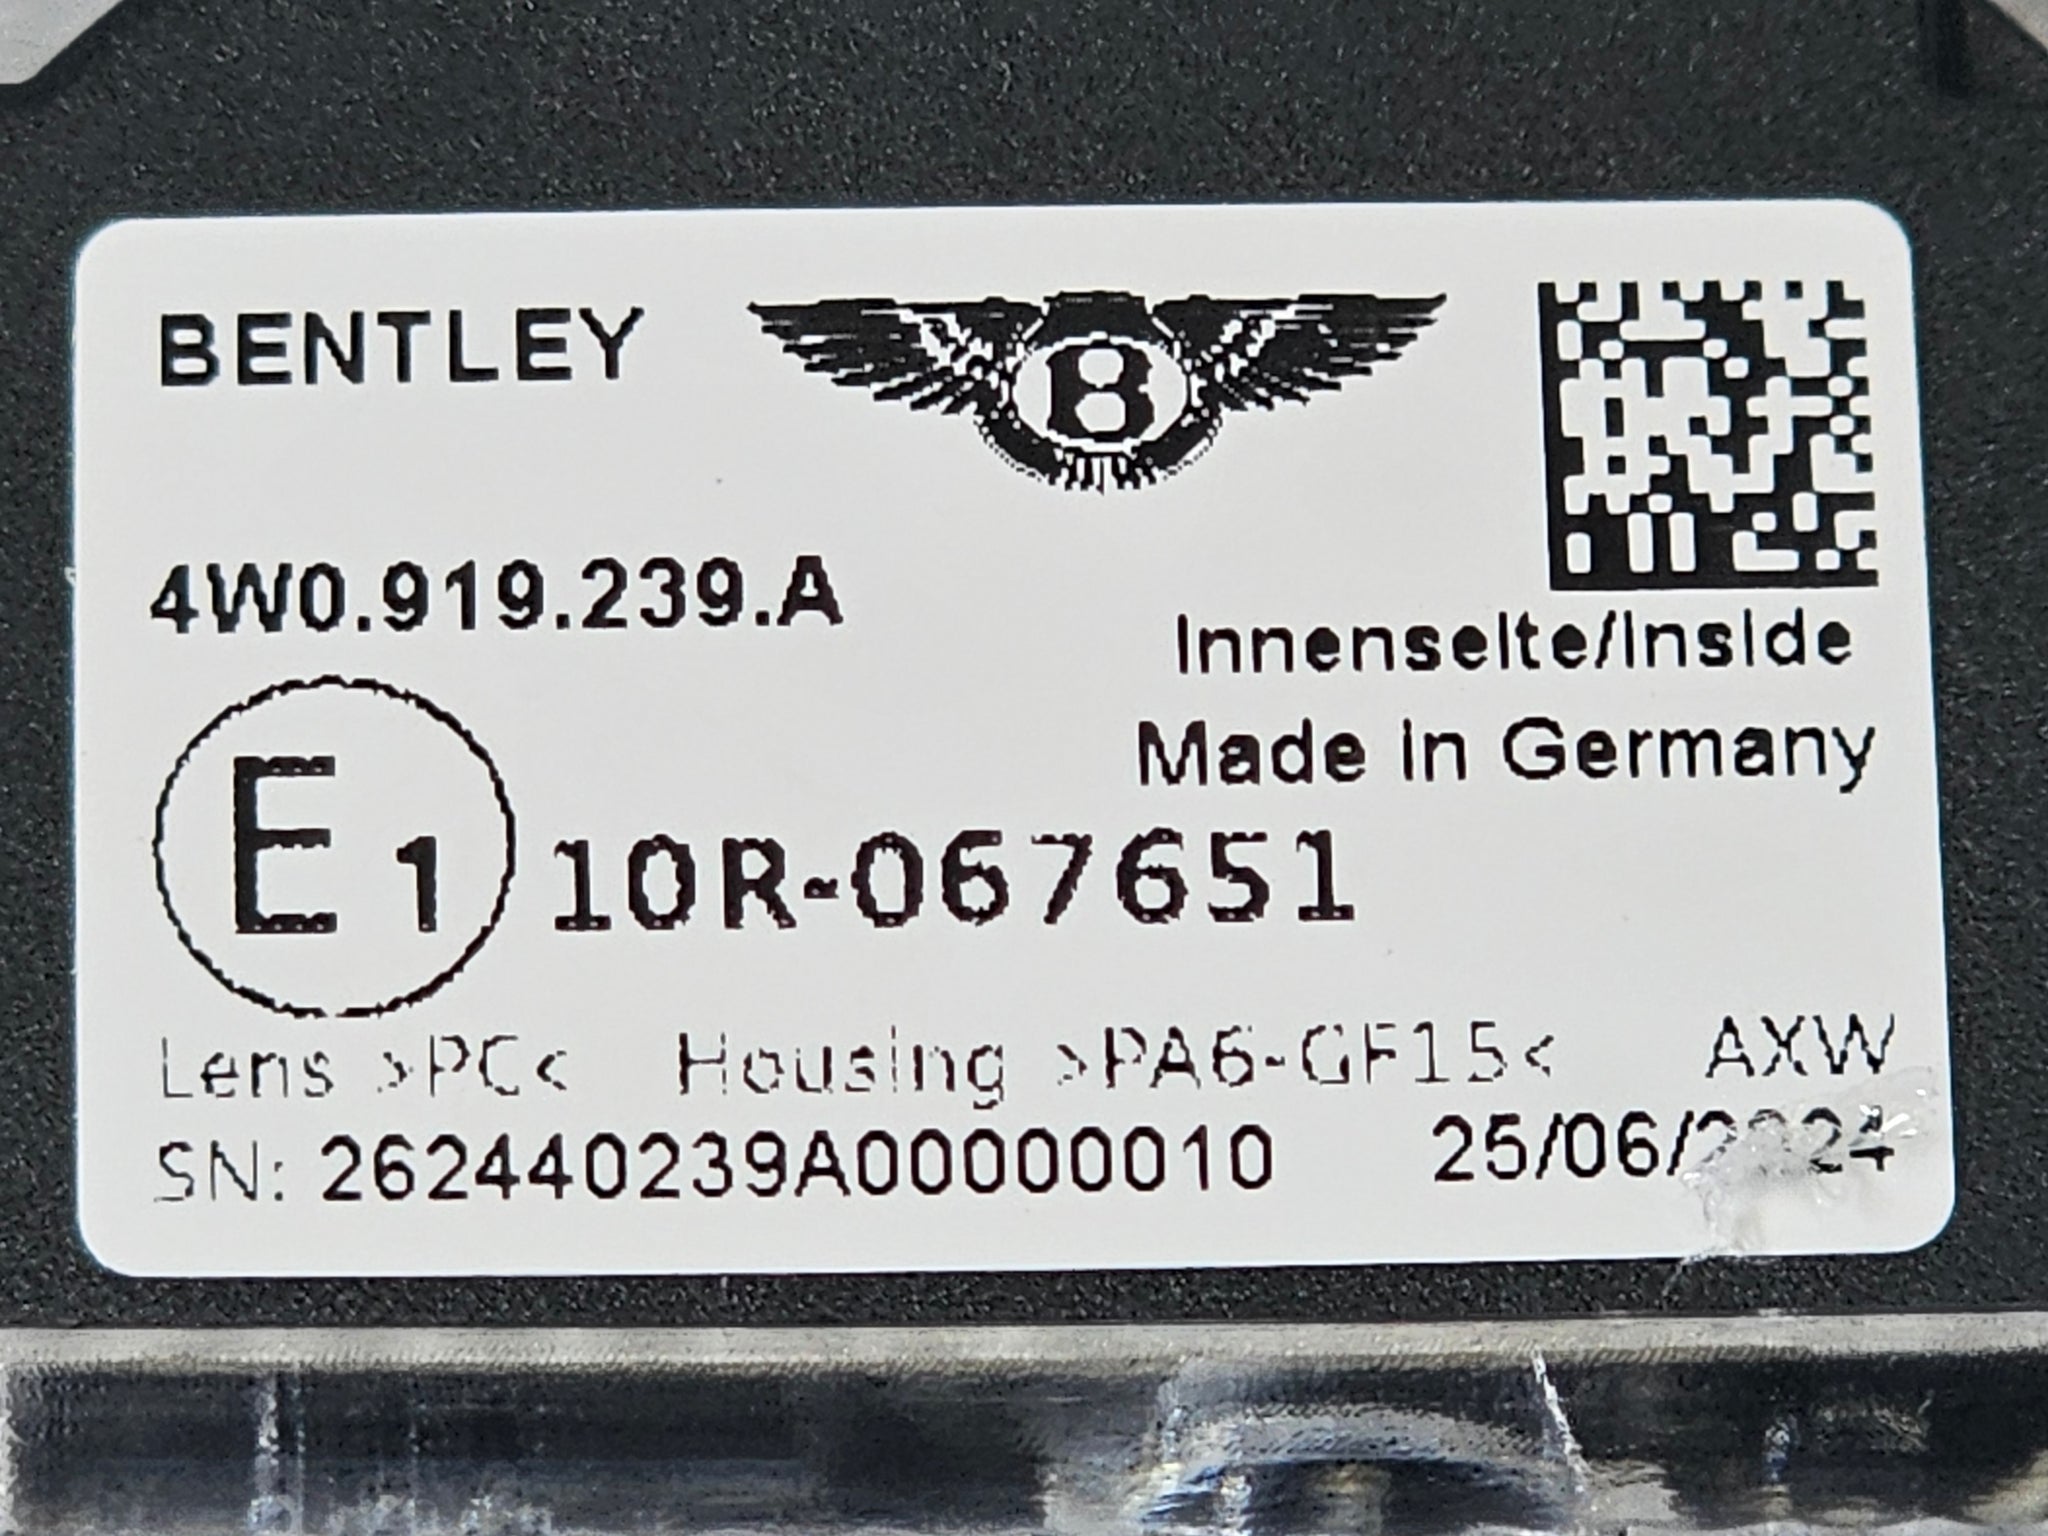 BENTLEY
B
4W0.919.239.A
Innenseite/Inside
Made in Germany
E1 10R-067651
Lens >PC< Housing >PA6-GF15< AXW
SN: 262440239A00000010 25/06/2024